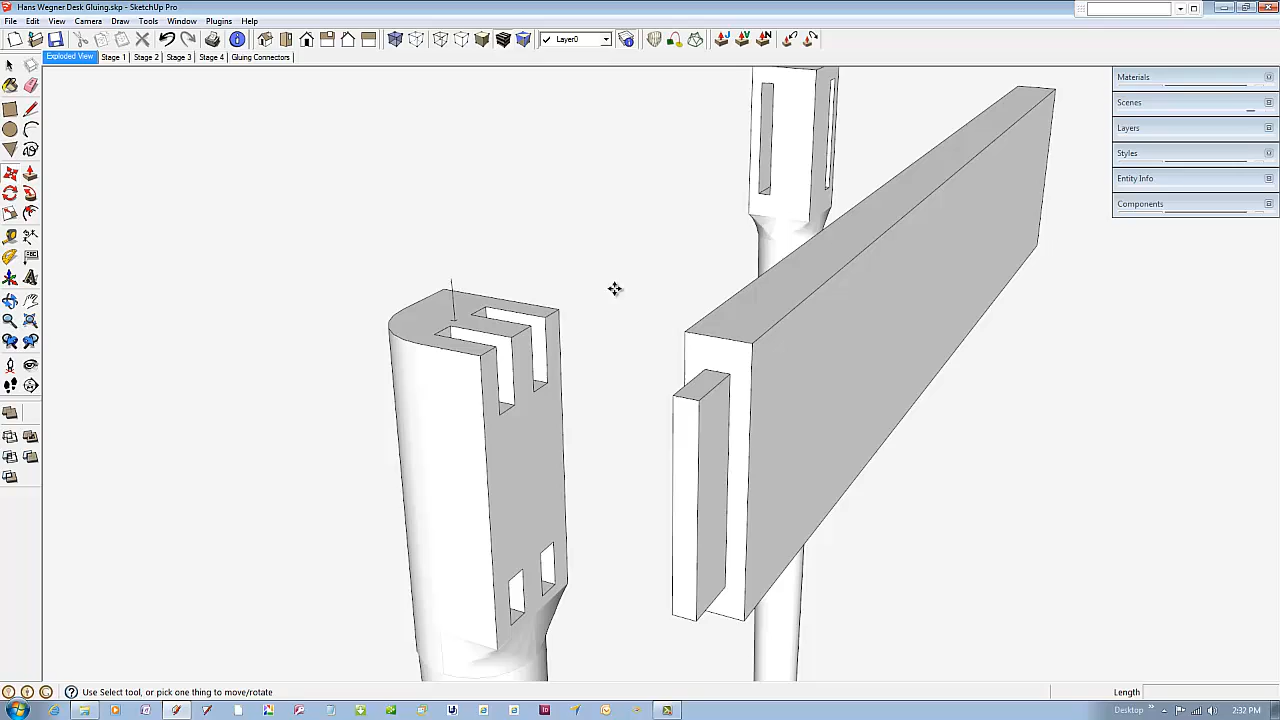 Hans Wegner Desk Gluing.skp - SketchUp Pro
File Edit View Camera Draw Tools Window Plugins Help
Layer0
Exploded View Stage 1 Stage 2 Stage 3 Stage 4 Gluing Connectors
Materials
Scenes
Layers
Styles
Entity Info
Components
Use Select tool, or pick one thing to move/rotate
Length
Desktop
2:32 PM